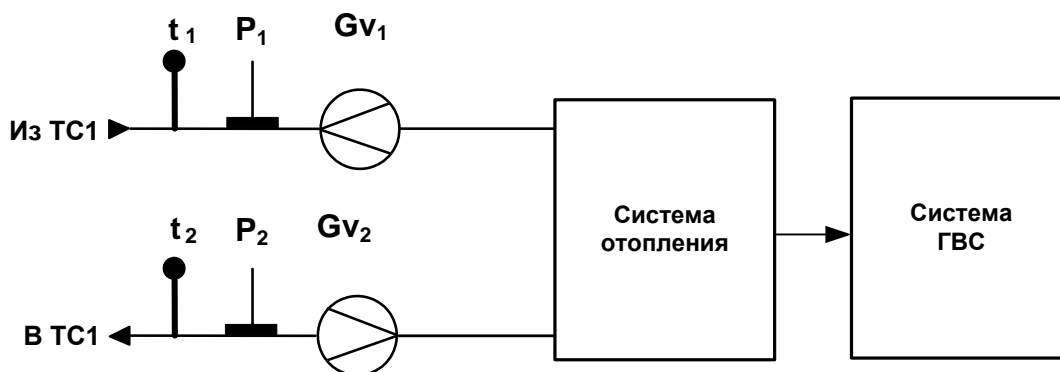 t 1 P1 Gv1
Из ТС1
t 2 P2 Gv2
В ТС1
Система
отопления
Система
ГВС